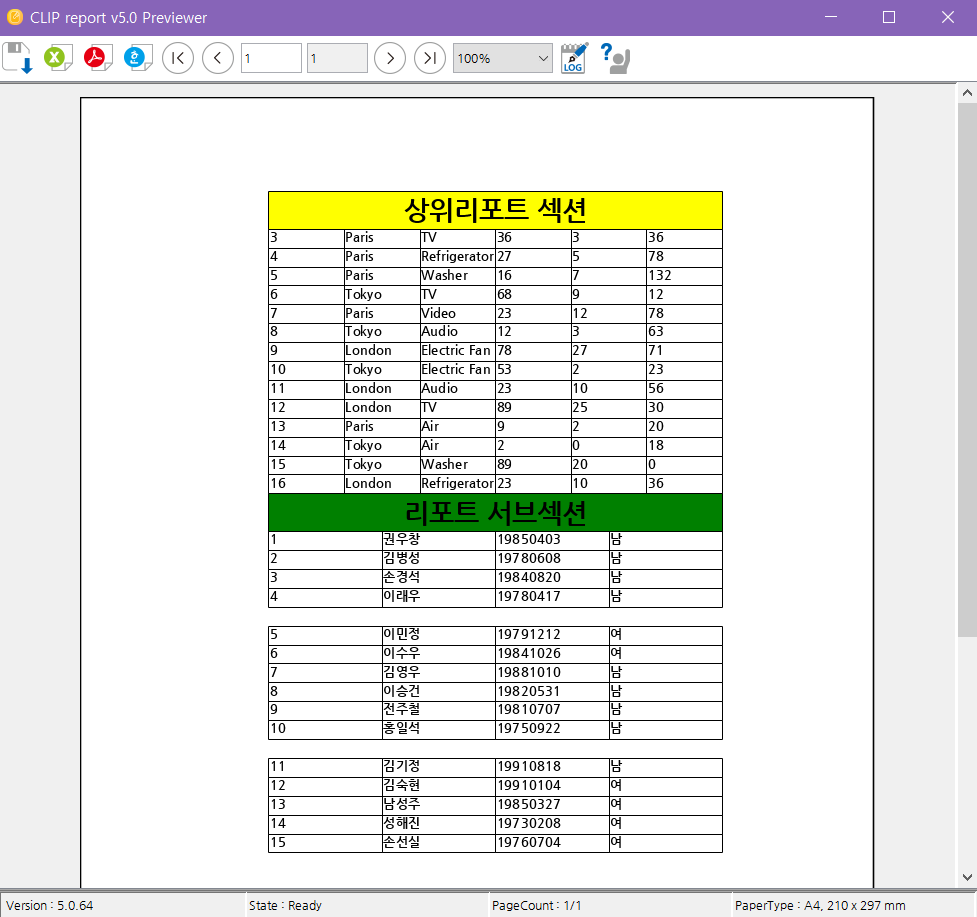 CLIP report v5.0 Previewer
1 1 100% LOG
상위리포트 섹션
3 Paris TV 36 3 36
4 Paris Refrigerator 27 5 78
5 Paris Washer 16 7 132
6 Tokyo TV 68 9 12
7 Paris Video 23 12 78
8 Tokyo Audio 12 3 63
9 London Electric Fan 78 27 71
10 Tokyo Electric Fan 53 2 23
11 London Audio 23 10 56
12 London TV 89 25 30
13 Paris Air 9 2 20
14 Tokyo Air 2 0 18
15 Tokyo Washer 89 20 0
16 London Refrigerator 23 10 36
리포트 서브섹션
1 권우창 19850403 남
2 김병성 19780608 남
3 손경석 19840820 남
4 이래우 19780417 남
5 이민정 19791212 여
6 이수우 19841026 여
7 김영우 19881010 남
8 이승건 19820531 남
9 전주철 19810707 남
10 홍일석 19750922 남
11 김기정 19910818 남
12 김숙현 19910104 여
13 남성주 19850327 여
14 성해진 19730208 여
15 손선실 19760704 여
Version : 5.0.64 State : Ready PageCount : 1/1 PaperType : A4, 210 x 297 mm